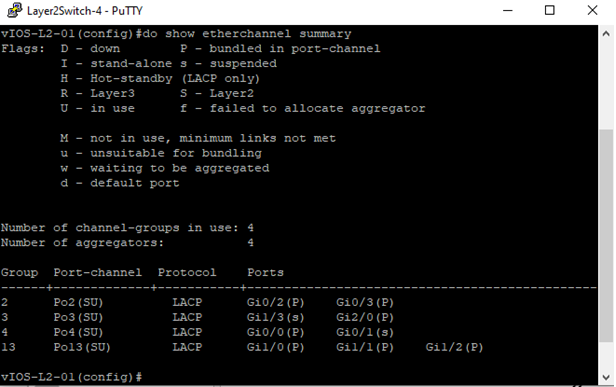 Layer2Switch-4 - PuTTY
vIOS-L2-01(config)#do show etherchannel summary
Flags:  D - down        P - bundled in port-channel
        I - stand-alone s - suspended
        H - Hot-standby (LACP only)
        R - Layer3      S - Layer2
        U - in use      f - failed to allocate aggregator
        M - not in use, minimum links not met
        u - unsuitable for bundling
        w - waiting to be aggregated
        d - default port
Number of channel-groups in use: 4
Number of aggregators:           4
Group  Port-channel  Protocol    Ports
------+-------------+-----------+-----------------------------------------------
2      Po2(SU)         LACP      Gi0/2(P)    Gi0/3(P)
3      Po3(SU)         LACP      Gi1/3(s)    Gi2/0(P)
4      Po4(SU)         LACP      Gi0/0(P)    Gi0/1(s)
13     Po13(SU)        LACP      Gi1/0(P)    Gi1/1(P)    Gi1/2(P)
vIOS-L2-01(config)#